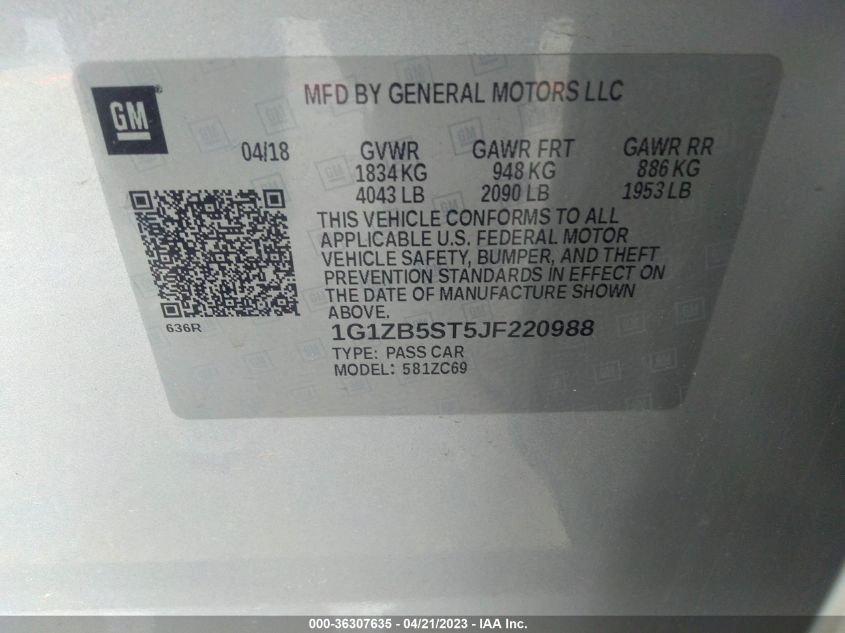 GM
MFD BY GENERAL MOTORS LLC
04/18 GVWR GAWR FRT GAWR RR
1834 KG 948 KG 886 KG
4043 LB 2090 LB 1953 LB
THIS VEHICLE CONFORMS TO ALL
APPLICABLE U.S. FEDERAL MOTOR
VEHICLE SAFETY, BUMPER, AND THEFT
PREVENTION STANDARDS IN EFFECT ON
THE DATE OF MANUFACTURE SHOWN
ABOVE.
636R
1G1ZB5ST5JF220988
TYPE: PASS CAR
MODEL: 581ZC69
000-36307635 - 04/21/2023 - IAA Inc.